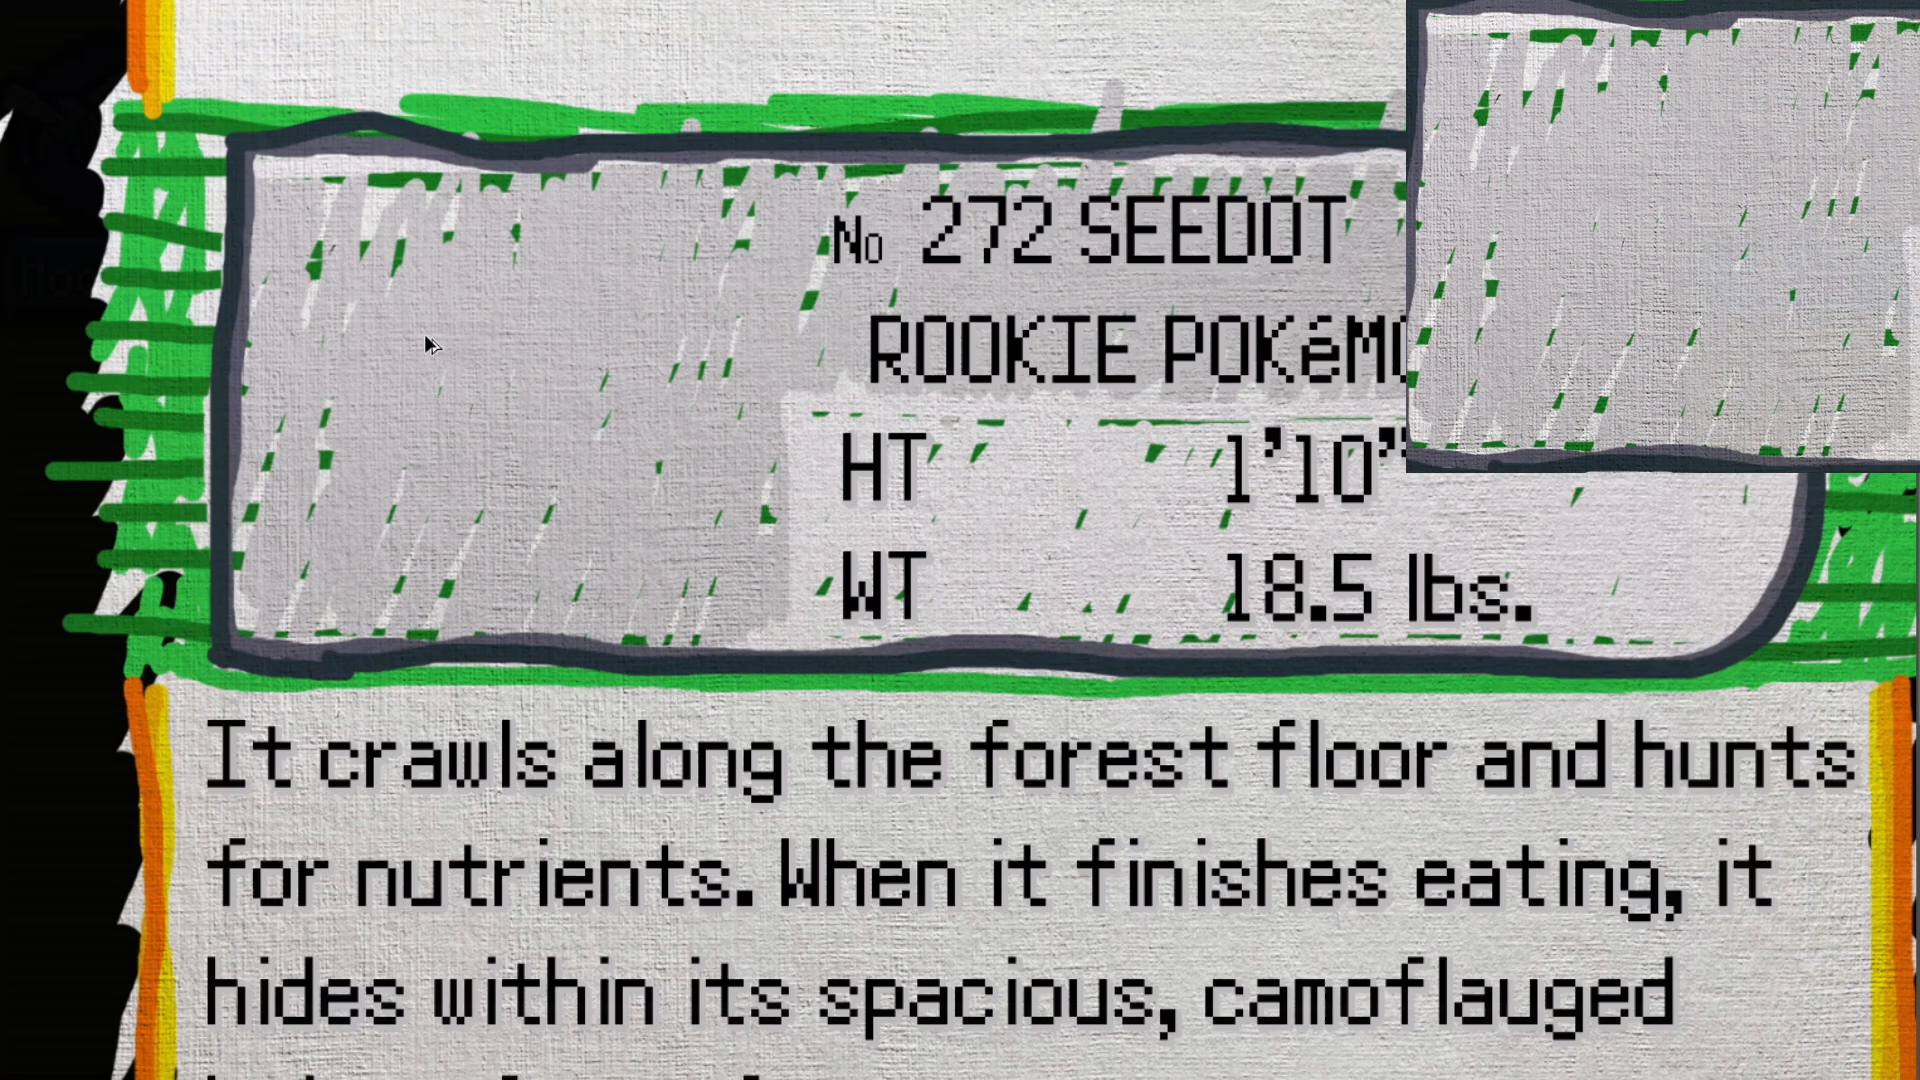 No 272 SEEDOT
ROOKIE POKéM
HT 1'10"
WT 18.5 lbs.
It crawls along the forest floor and hunts
for nutrients. When it finishes eating, it
hides within its spacious, camoflauged